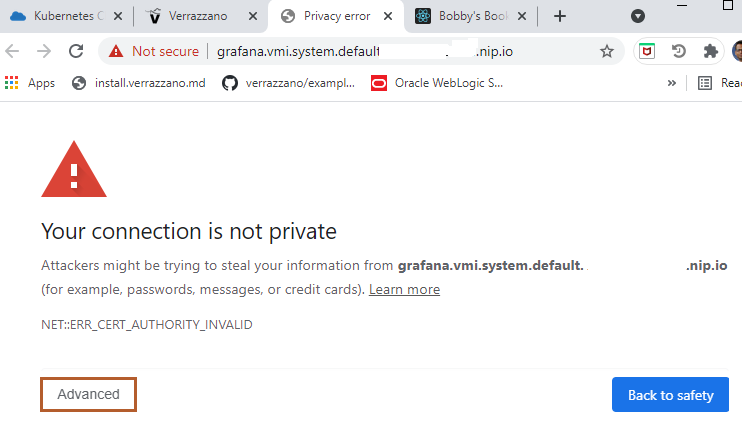 Kubernetes C
Verrazzano
Privacy error
Bobby's Book
Not secure
grafana.vmi.system.default . .nip.io
Apps
install.verrazzano.md
verrazzano/exampl...
Oracle WebLogic S...
»
Rea
Your connection is not private
Attackers might be trying to steal your information from grafana.vmi.system.default. .nip.io
(for example, passwords, messages, or credit cards). Learn more
NET::ERR_CERT_AUTHORITY_INVALID
Advanced
Back to safety